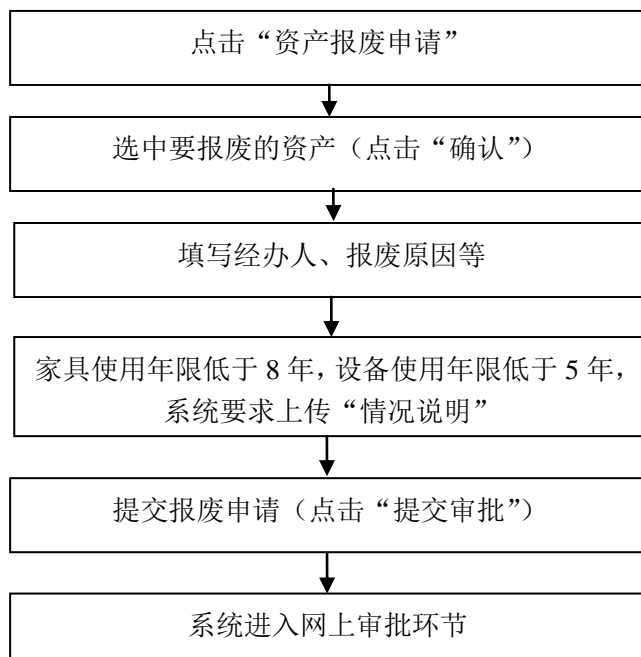 点击“资产报废申请”
选中要报废的资产（点击“确认”）
填写经办人、报废原因等
家具使用年限低于 8 年，设备使用年限低于 5 年，
系统要求上传“情况说明”
提交报废申请（点击“提交审批”）
系统进入网上审批环节